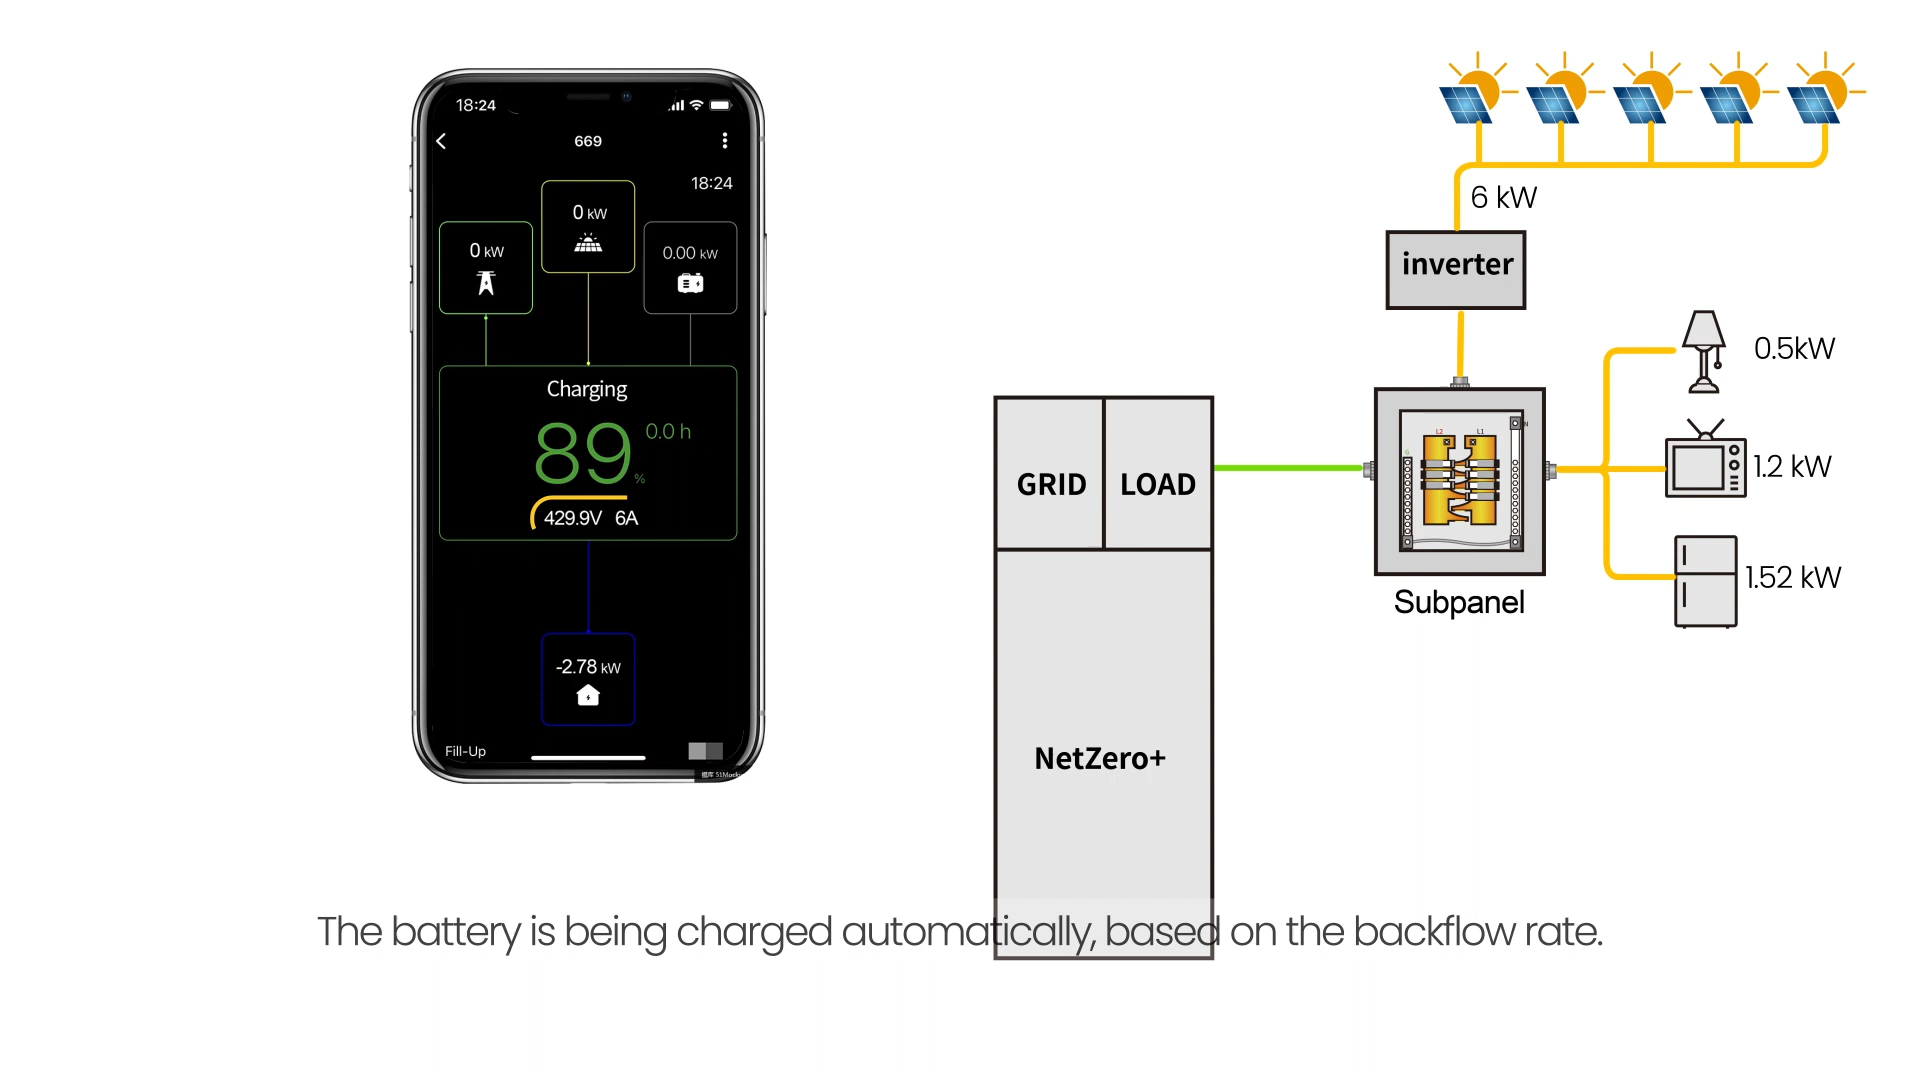 18:24
669
18:24
0 kW
0 kW
0.00 kW
Charging
89 %
0.0 h
429.9V 6A
-2.78 kW
Fill-Up
6 kW
inverter
0.5kW
L2
L1
N
GRID
LOAD
1.2 kW
1.52 kW
Subpanel
NetZero+
The battery is being charged automatically, based on the backflow rate.